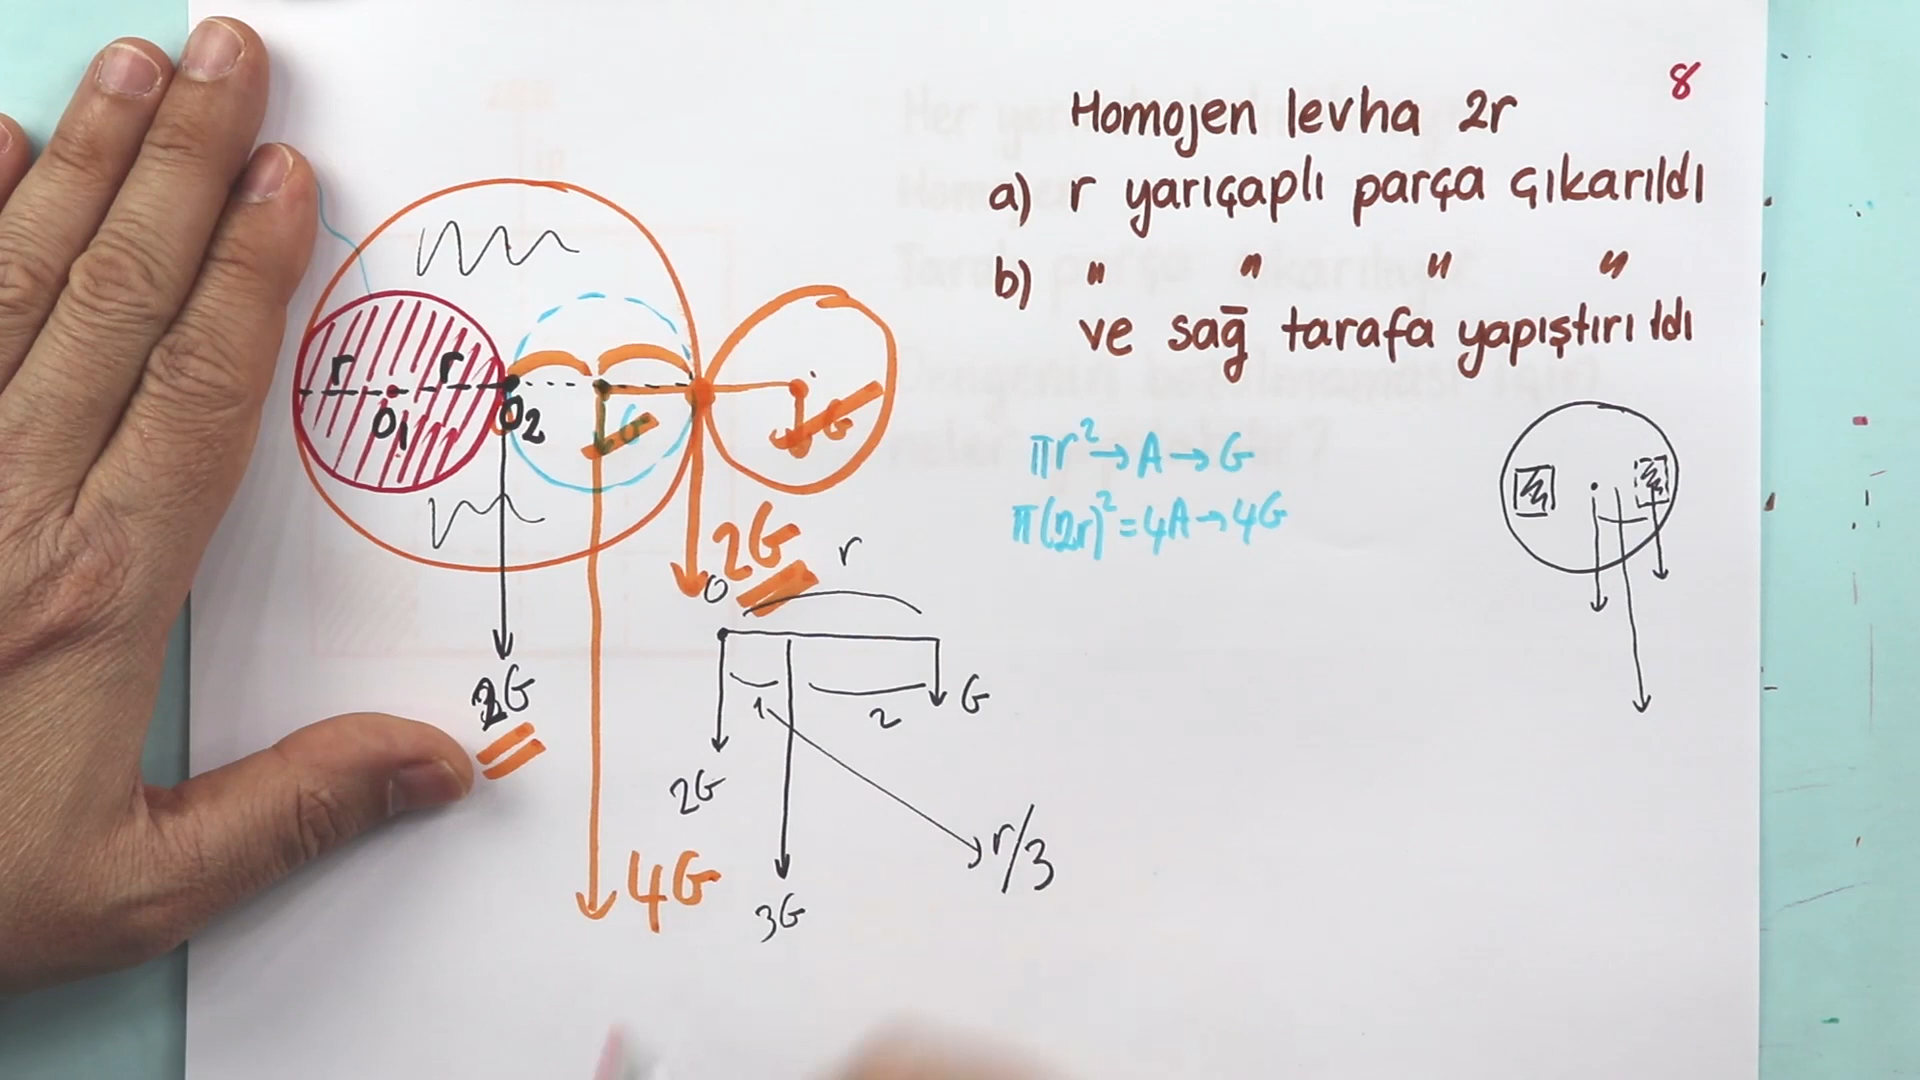 8
Homojen levha 2r
a) r yarıçaplı parça çıkarıldı
b) " " " "
ve sağ tarafa yapıştırıldı
r r
O₁ O₂
G G
πr² → A → G
π(2r)² = 4A → 4G
2G
r
O
2G
1 2 G
2G
r/3
4G
3G